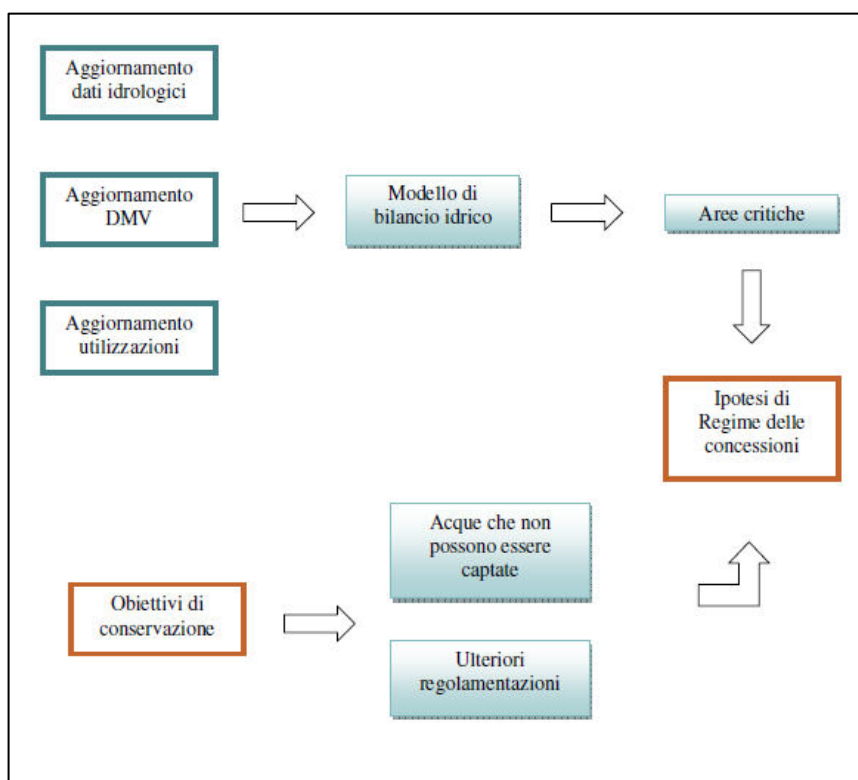 Aggiornamento
dati idrologici
Aggiornamento
DMV
Modello di
bilancio idrico
Aree critiche
Aggiornamento
utilizzazioni
Ipotesi di
Regime delle
concessioni
Acque che non
possono essere
captate
Obiettivi di
conservazione
Ulteriori
regolamentazioni